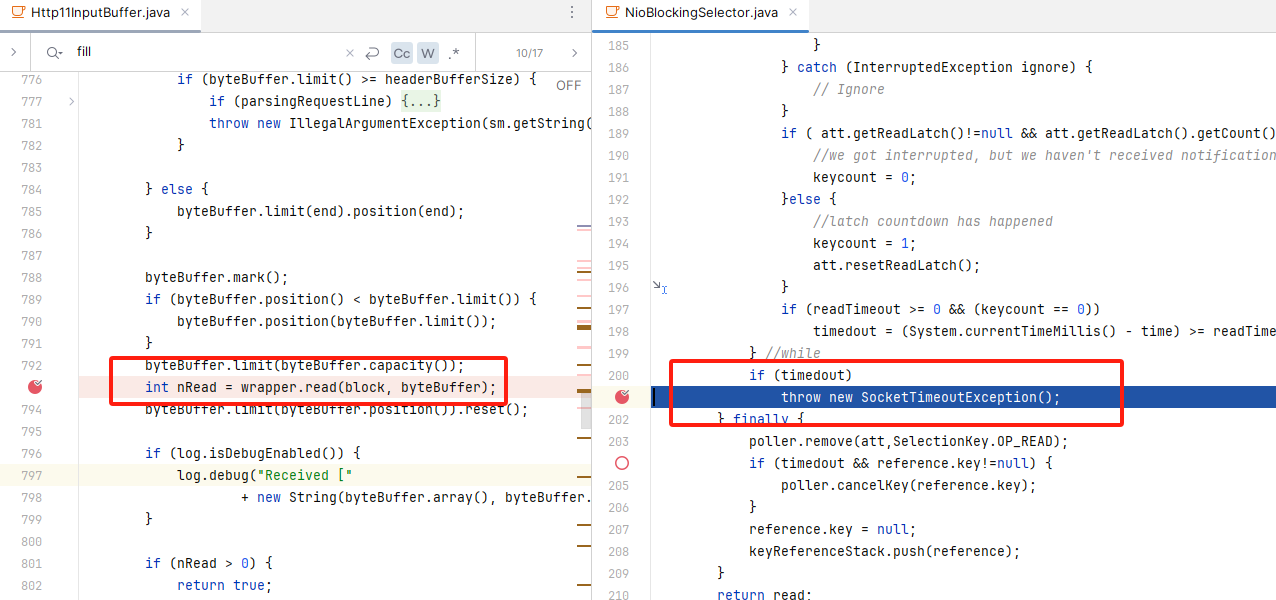 Http11InputBuffer.java
fill
Cc W .*
10/17
OFF
776 if (byteBuffer.limit() >= headerBufferSize) {
777 if (parsingRequestLine) {...}
781 throw new IllegalArgumentException(sm.getString(
782 }
783
784 } else {
785 byteBuffer.limit(end).position(end);
786 }
787
788 byteBuffer.mark();
789 if (byteBuffer.position() < byteBuffer.limit()) {
790 byteBuffer.position(byteBuffer.limit());
791 }
792 byteBuffer.limit(byteBuffer.capacity());
int nRead = wrapper.read(block, byteBuffer);
794 byteBuffer.limit(byteBuffer.position()).reset();
795
796 if (log.isDebugEnabled()) {
797 log.debug("Received ["
798 + new String(byteBuffer.array(), byteBuffer.
799 }
800
801 if (nRead > 0) {
802 return true;
NioBlockingSelector.java
185 }
186 } catch (InterruptedException ignore) {
187 // Ignore
188 }
189 if ( att.getReadLatch()!=null && att.getReadLatch().getCount()
190 //we got interrupted, but we haven't received notification
191 keycount = 0;
192 }else {
193 //latch countdown has happened
194 keycount = 1;
195 att.resetReadLatch();
196 }
197 if (readTimeout >= 0 && (keycount == 0))
198 timedout = (System.currentTimeMillis() - time) >= readTime
199 } //while
200 if (timedout)
throw new SocketTimeoutException();
202 } finally {
203 poller.remove(att,SelectionKey.OP_READ);
if (timedout && reference.key!=null) {
205 poller.cancelKey(reference.key);
206 }
207 reference.key = null;
208 keyReferenceStack.push(reference);
209 }
210 return read;